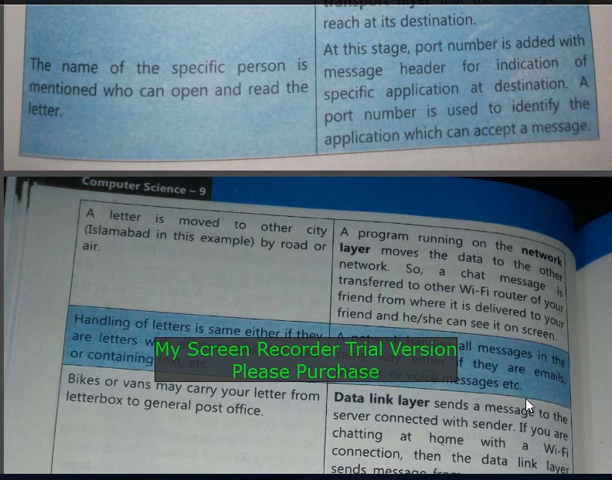 reach at its destination.
The name of the specific person is
mentioned who can open and read the
letter.
At this stage, port number is added with
message header for indication of
specific application at destination. A
port number is used to identify the
application which can accept a message.
Computer Science – 9
A letter is moved to other city
(Islamabad in this example) by road or
air.
A program running on the network
layer moves the data to the other
network. So, a chat message is
transferred to other Wi-Fi router of your
friend from where it is delivered to your
friend and he/she can see it on screen.
Handling of letters is same either if they
are letters
or containing text, etc
all messages in the
if they are emails,
or voice messages etc.
My Screen Recorder Trial Version
Please Purchase
Bikes or vans may carry your letter from
letterbox to general post office.
Data link layer sends a message to the
server connected with sender. If you are
chatting at home with a Wi-Fi
connection, then the data link layer
sends message